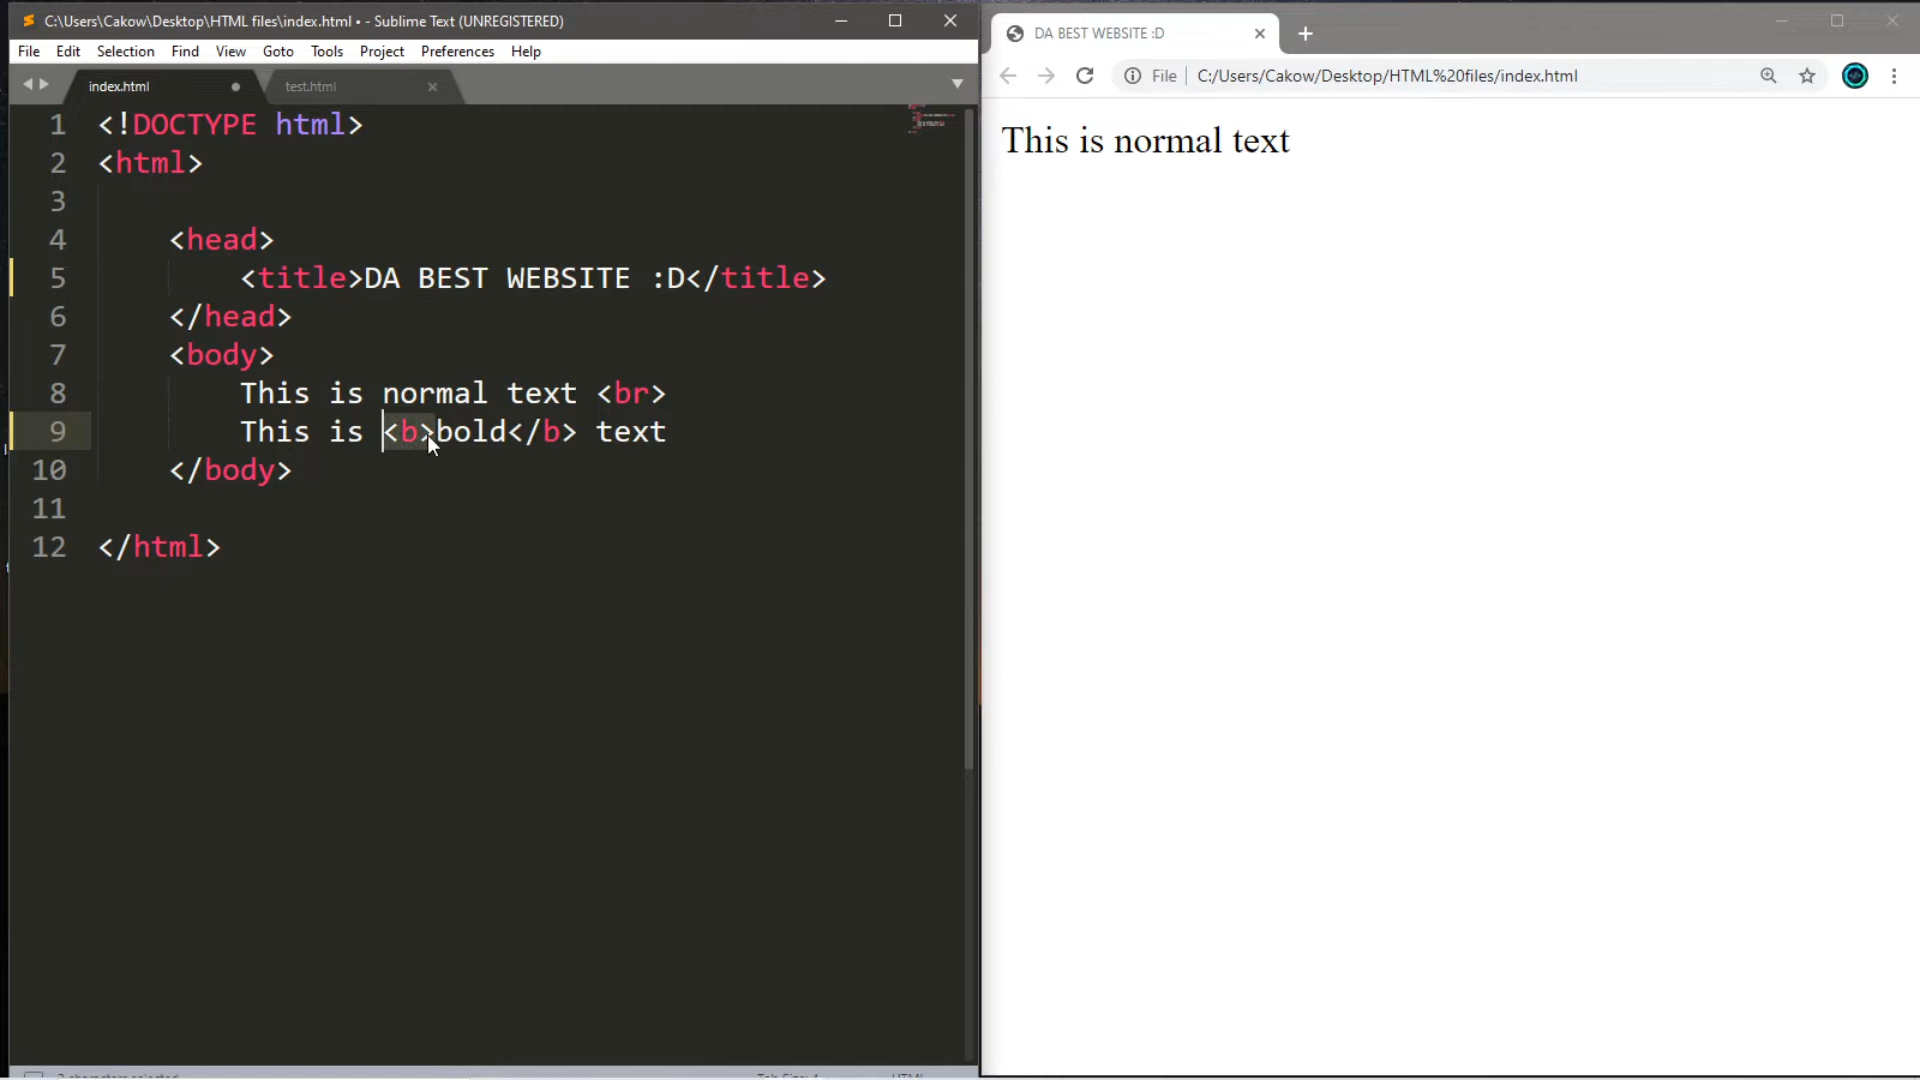 C:\Users\Cakow\Desktop\HTML files\index.html • - Sublime Text (UNREGISTERED)
File Edit Selection Find View Goto Tools Project Preferences Help
index.html test.html
1 <!DOCTYPE html>
2 <html>
3
4 <head>
5 <title>DA BEST WEBSITE :D</title>
6 </head>
7 <body>
8 This is normal text <br>
9 This is <b>bold</b> text
10 </body>
11
12 </html>
DA BEST WEBSITE :D
File C:/Users/Cakow/Desktop/HTML%20files/index.html
This is normal text